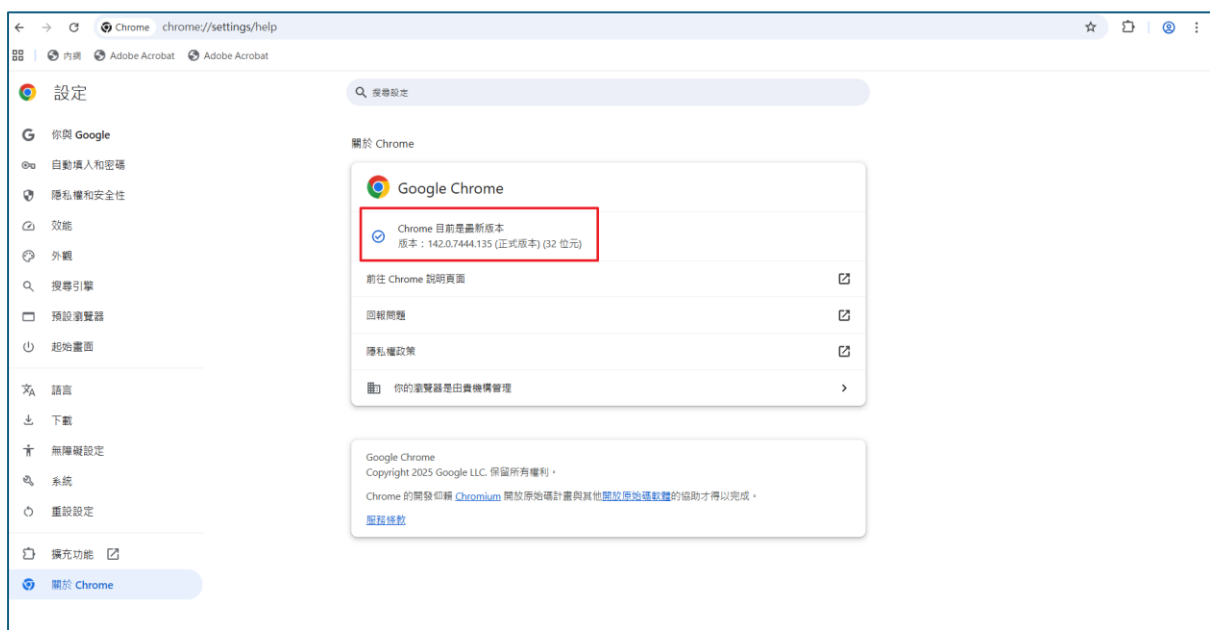 Chrome chrome://settings/help
內網 Adobe Acrobat Adobe Acrobat
設定
搜尋設定
你與 Google
自動填入和密碼
隱私權和安全性
效能
外觀
搜尋引擎
預設瀏覽器
起始畫面
語言
下載
無障礙設定
系統
重設設定
擴充功能
關於 Chrome
關於 Chrome
Google Chrome
Chrome 目前是最新版本
版本：142.0.7444.135 (正式版本) (32 位元)
前往 Chrome 說明頁面
回報問題
隱私權政策
你的瀏覽器是由貴機構管理
Google Chrome
Copyright 2025 Google LLC. 保留所有權利。
Chrome 的開發仰賴 Chromium 開放原始碼計畫與其他開放原始碼軟體的協助才得以完成。
服務條款